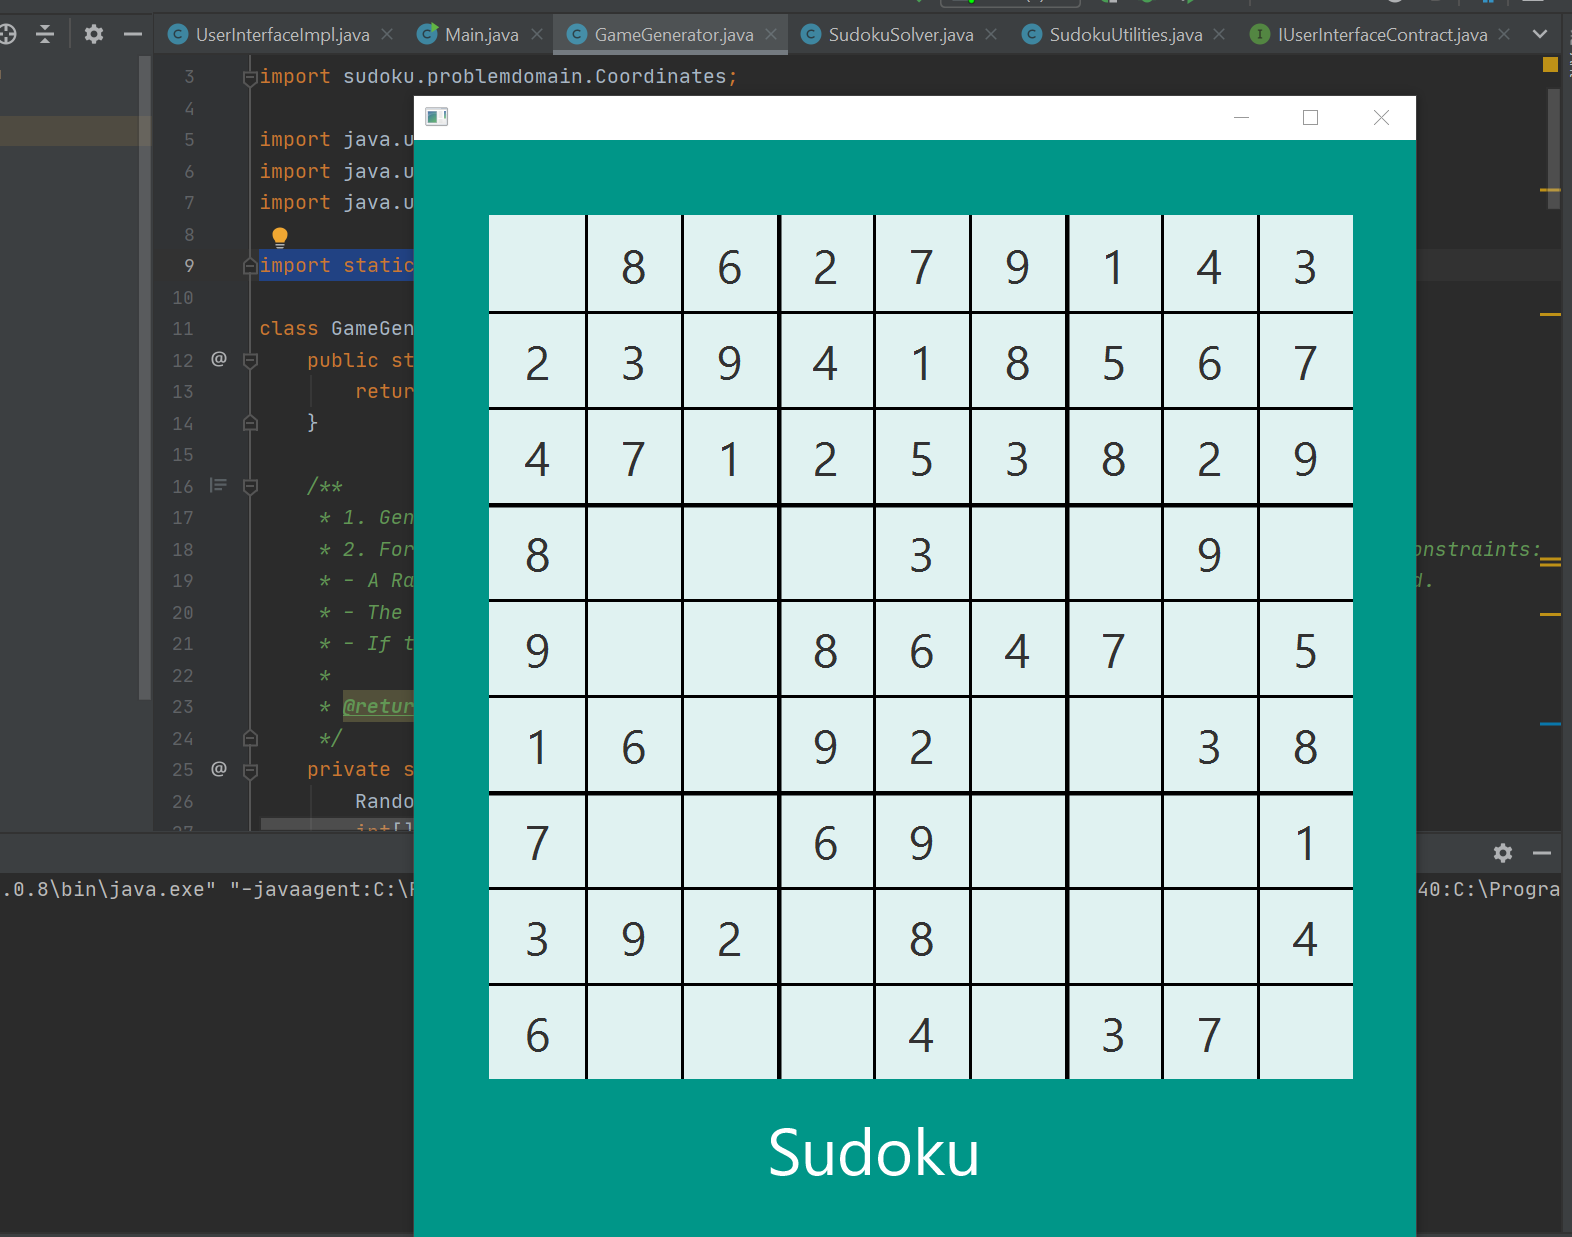 UserInterfaceImpl.java Main.java GameGenerator.java SudokuSolver.java SudokuUtilities.java IUserInterfaceContract.java
3 import sudoku.problemdomain.Coordinates;
4
5 import java.u
6 import java.u
7 import java.u
8
9 import static
10
11 class GameGen
12 @ public st
13 retur
14 }
15
16 /**
17 * 1. Gen
18 * 2. For onstraints:
19 * - A Ra d.
20 * - The
21 * - If t
22 *
23 * @retur
24 */
25 @ private s
26 Rando
27 int[]
.0.8\bin\java.exe" "-javaagent:C:\ 40:C:\Progra
8 6 2 7 9 1 4 3
2 3 9 4 1 8 5 6 7
4 7 1 2 5 3 8 2 9
8 3 9
9 8 6 4 7 5
1 6 9 2 3 8
7 6 9 1
3 9 2 8 4
6 4 3 7
Sudoku